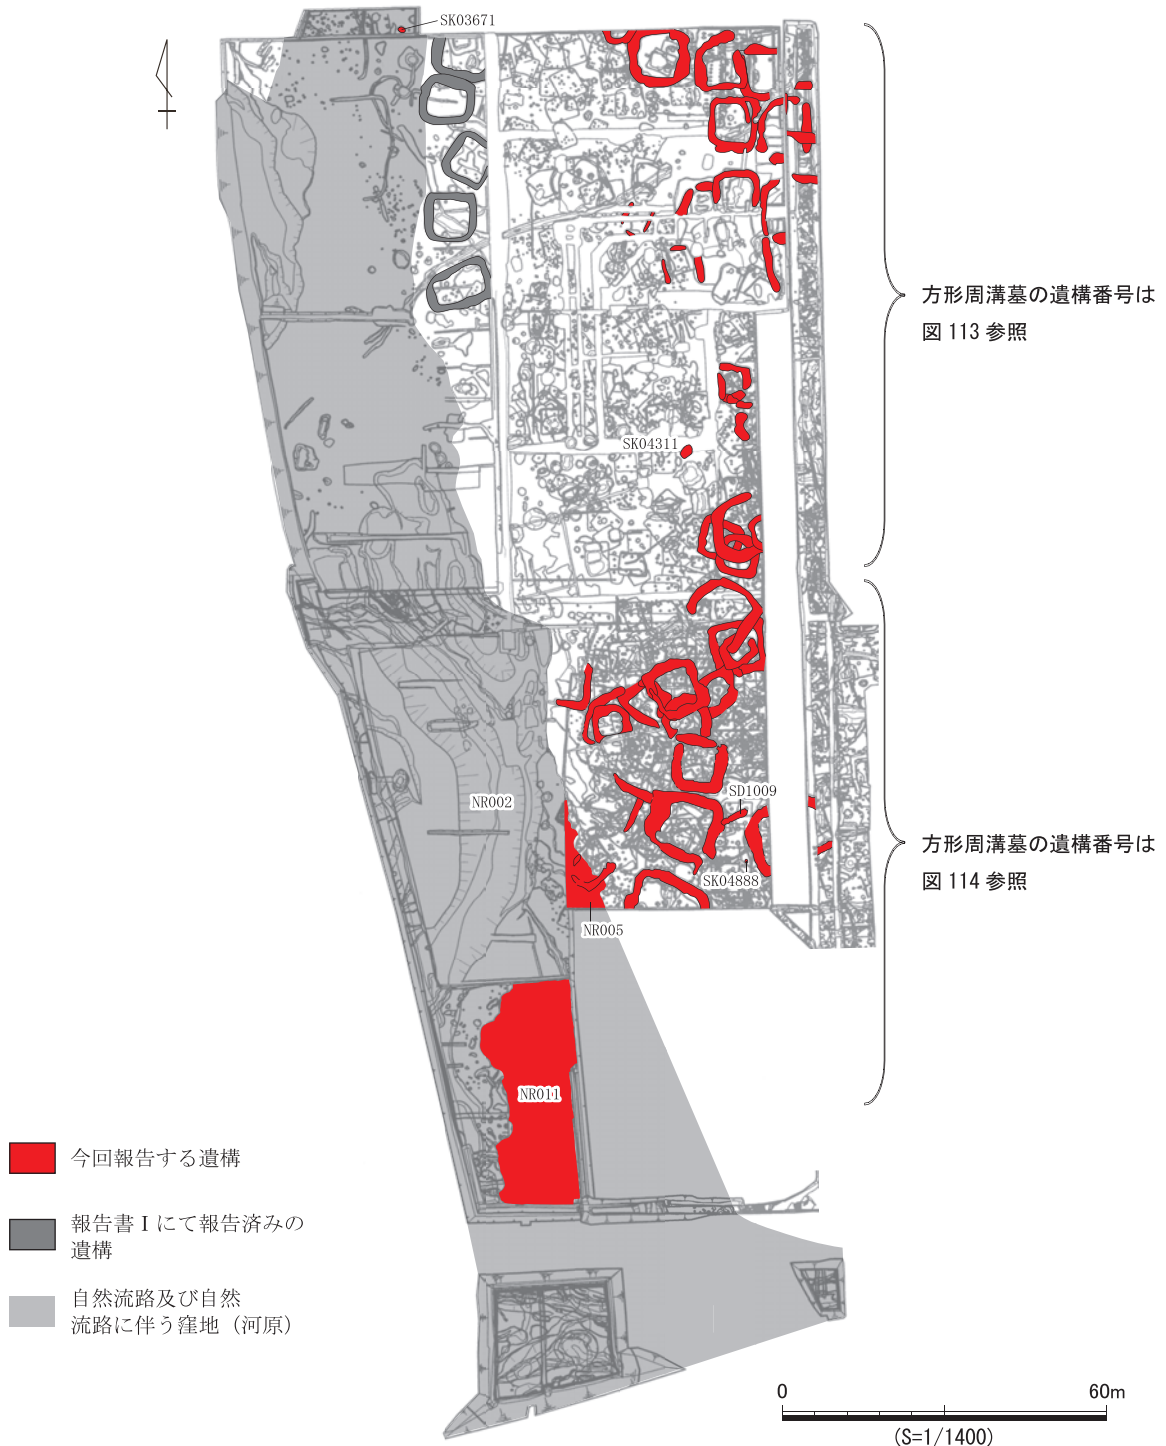 SK03671
方形周溝墓の遺構番号は
図 113 参照
SK04311
NR002
SD1009
方形周溝墓の遺構番号は
図 114 参照
SK04888
NR005
NR011
今回報告する遺構
報告書Ⅰにて報告済みの
遺構
自然流路及び自然
流路に伴う窪地（河原）
0 60m
(S=1/1400)